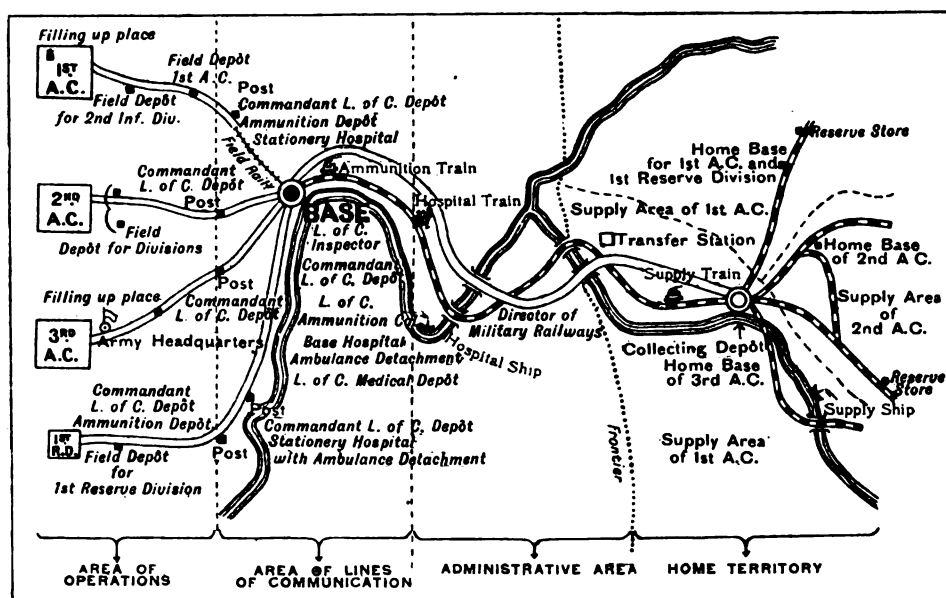 Filling up place
1ST
A.C.
Field Depôt
for 2nd Inf. Div.
Field Depôt
1st A.C.
Post
Commandant L. of C. Depôt
Ammunition Depôt
Stationery Hospital
Field Rail.y
Commandant
L. of C. Depôt
2ND
A.C.
Post
Field
Depôt for Divisions
BASE
L. of C.
Inspector
Ammunition Train
Hospital Train
Commandant
L. of C. Depôt
L. of C.
Ammunition Co.
Base Hospital
Ambulance Detachment
L. of C. Medical Depôt
Hospital Ship
Post
Commandant
L. of C. Depôt
Filling up place
3RD
A.C.
Army Headquarters
Commandant
L. of C. Depôt
Ammunition Depôt
1ST
R.D.
Post
Field Depôt
for
1st Reserve Division
Post
Commandant L. of C. Depôt
Stationery Hospital
with Ambulance Detachment
Director of
Military Railways
Frontier
Reserve Store
Home Base
for 1st A.C. and
1st Reserve Division
Supply Area of 1st A.C.
Transfer Station
Supply Train
Home Base
of 2nd A.C.
Supply Area
of
2nd A.C.
Collecting Depôt
Home Base
of 3rd A.C.
Reserve
Store
Supply Ship
Supply Area
of 1st A.C.
AREA OF
OPERATIONS
AREA OF LINES
OF COMMUNICATION
ADMINISTRATIVE AREA
HOME TERRITORY